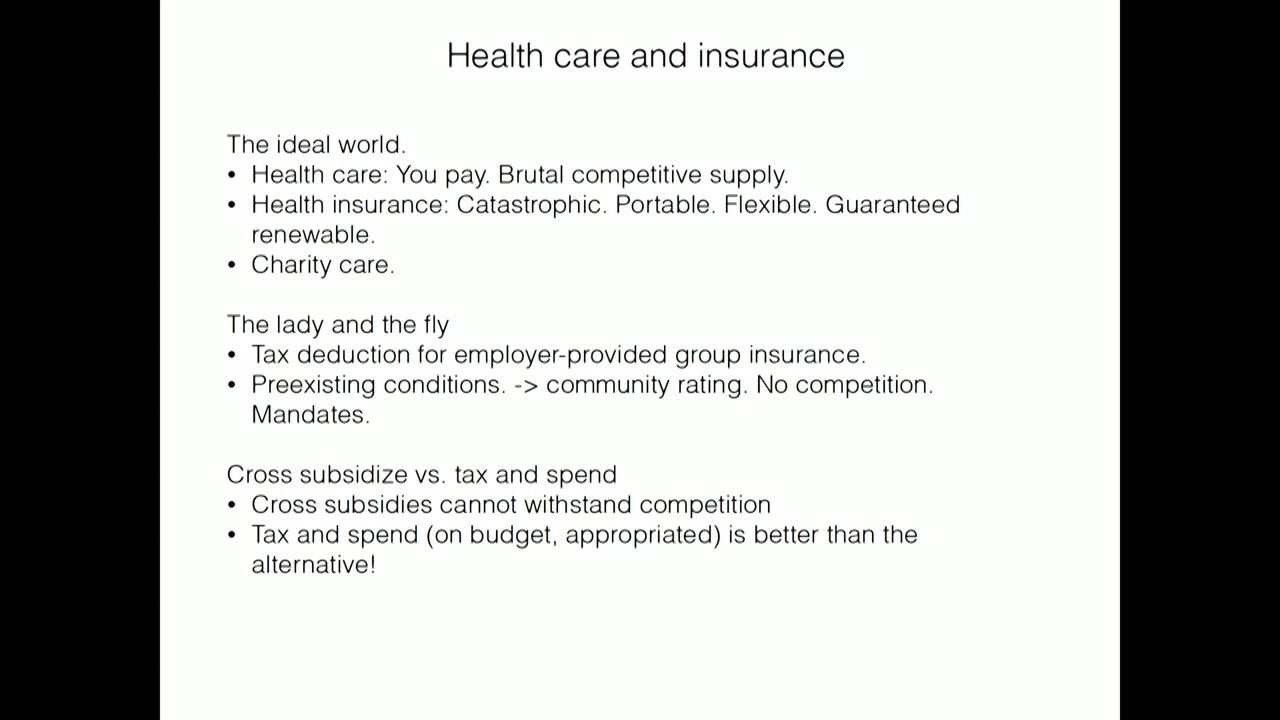 Health care and insurance
The ideal world.
• Health care: You pay. Brutal competitive supply.
• Health insurance: Catastrophic. Portable. Flexible. Guaranteed
renewable.
• Charity care.
The lady and the fly
• Tax deduction for employer-provided group insurance.
• Preexisting conditions. -> community rating. No competition.
Mandates.
Cross subsidize vs. tax and spend
• Cross subsidies cannot withstand competition
• Tax and spend (on budget, appropriated) is better than the
alternative!